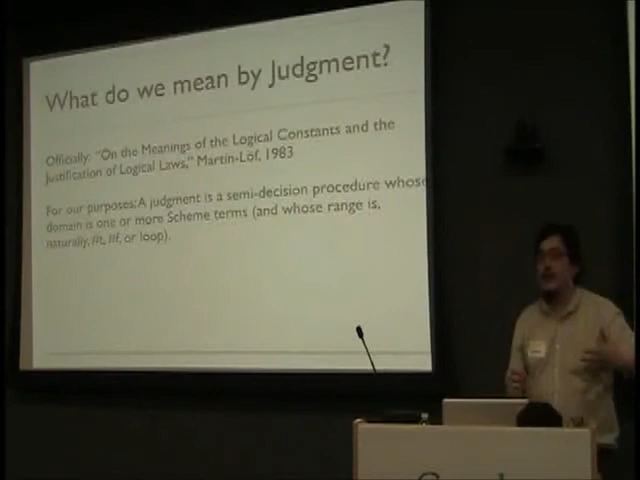 What do we mean by Judgment?
Officially: "On the Meanings of the Logical Constants and the
Justification of Logical Laws," Martin-Löf, 1983
For our purposes: A judgment is a semi-decision procedure whose
domain is one or more Scheme terms (and whose range is,
naturally, #t, #f, or loop).